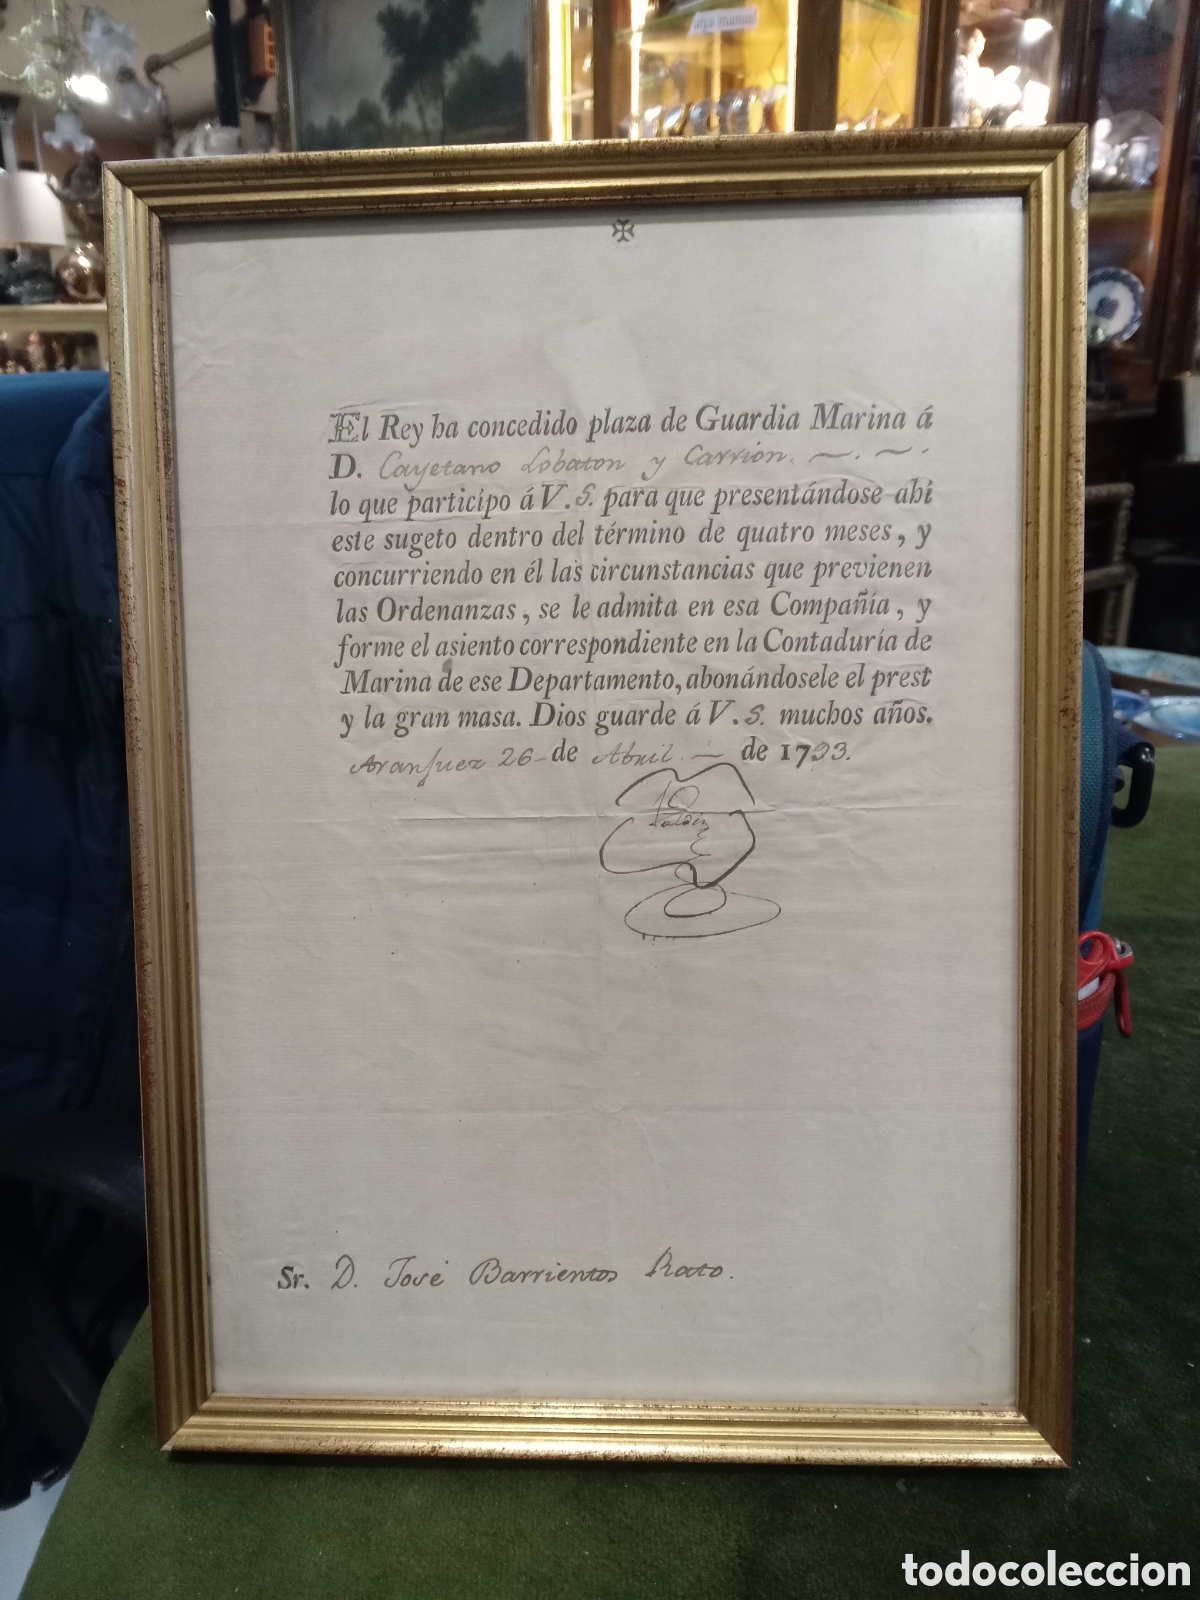 El Rey ha concedido plaza de Guardia Marina á
D. Cayetano Lobaton y Carrion.
lo que participo á V. S. para que presentándose ahi
este sugeto dentro del término de quatro meses, y
concurriendo en él las circunstancias que previenen
las Ordenanzas, se le admita en esa Compañía, y
forme el asiento correspondiente en la Contaduría de
Marina de ese Departamento, abonándosele el prest
y la gran masa. Dios guarde á V. S. muchos años.
Aranjuez 26 de Abril de 1793.
Valdés
Sr. D. José Barrientos Rato.
todocoleccion